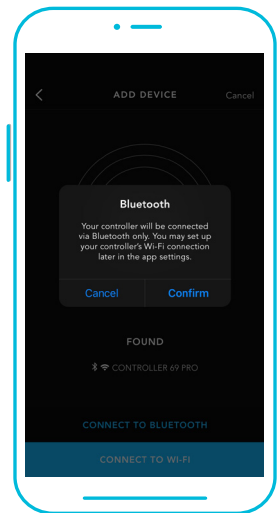 ADD DEVICE Cancel
Bluetooth
Your controller will be connected
via Bluetooth only. You may set up
your controller's Wi-Fi connection
later in the app settings.
Cancel Confirm
FOUND
CONTROLLER 69 PRO
CONNECT TO BLUETOOTH
CONNECT TO WI-FI